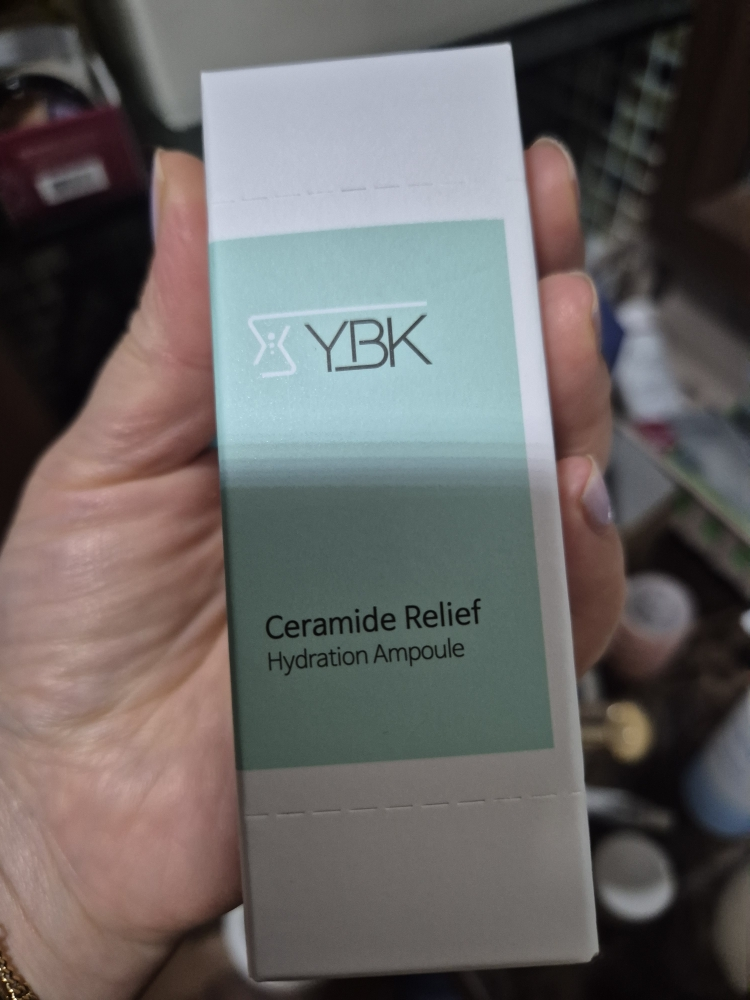 YBK
Ceramide Relief
Hydration Ampoule